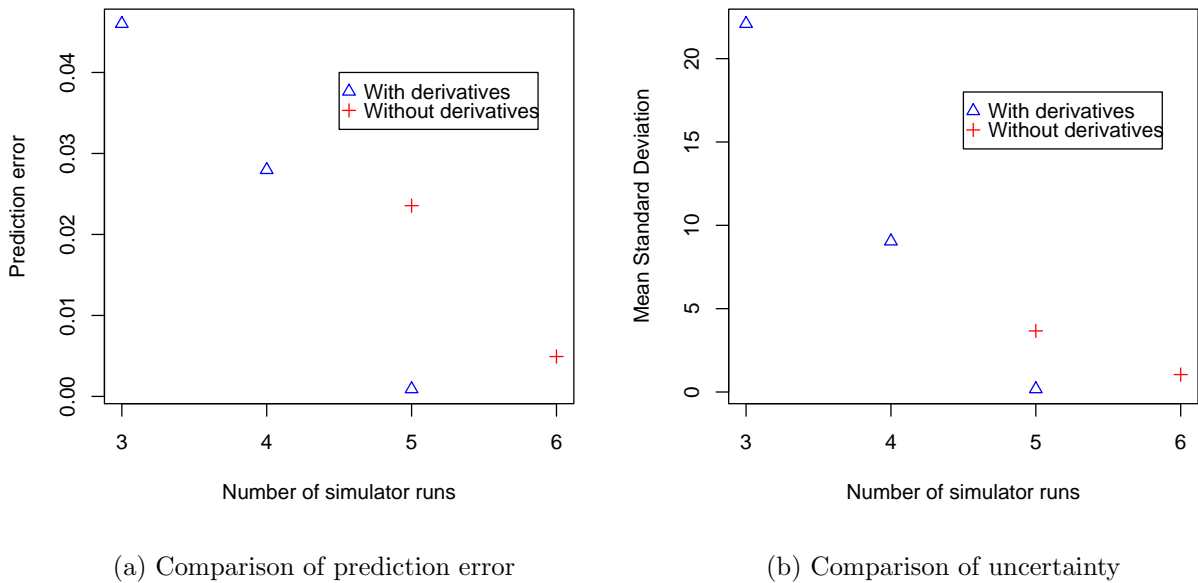 Prediction error
0.04
0.03
0.02
0.01
0.00
With derivatives
Without derivatives
3 4 5 6
Number of simulator runs
(a) Comparison of prediction error
Mean Standard Deviation
20
15
10
5
0
With derivatives
Without derivatives
3 4 5 6
Number of simulator runs
(b) Comparison of uncertainty